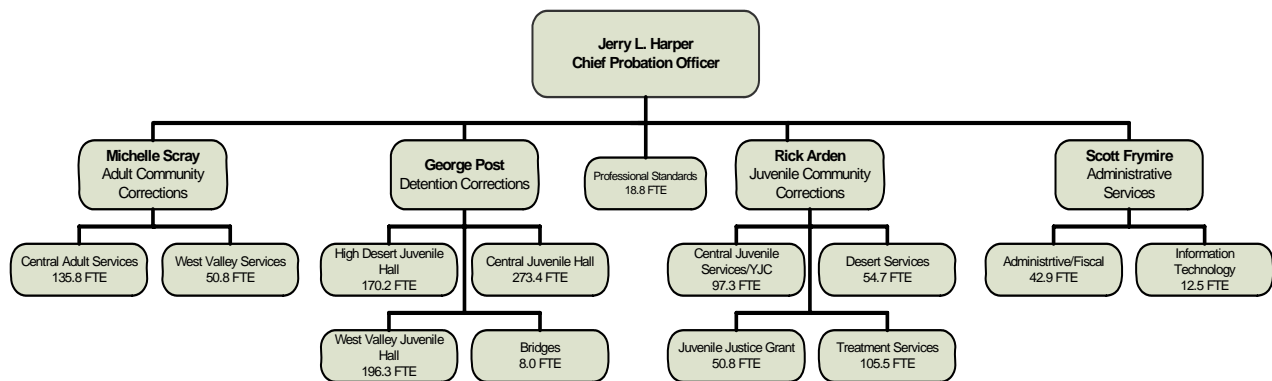 Jerry L. Harper
Chief Probation Officer
Michelle Scray
Adult Community
Corrections
George Post
Detention Corrections
Professional Standards
18.8 FTE
Rick Arden
Juvenile Community
Corrections
Scott Frymire
Administrative
Services
Central Adult Services
135.8 FTE
West Valley Services
50.8 FTE
High Desert Juvenile
Hall
170.2 FTE
Central Juvenile Hall
273.4 FTE
Central Juvenile
Services/YJC
97.3 FTE
Desert Services
54.7 FTE
Administrtive/Fiscal
42.9 FTE
Information
Technology
12.5 FTE
West Valley Juvenile
Hall
196.3 FTE
Bridges
8.0 FTE
Juvenile Justice Grant
50.8 FTE
Treatment Services
105.5 FTE